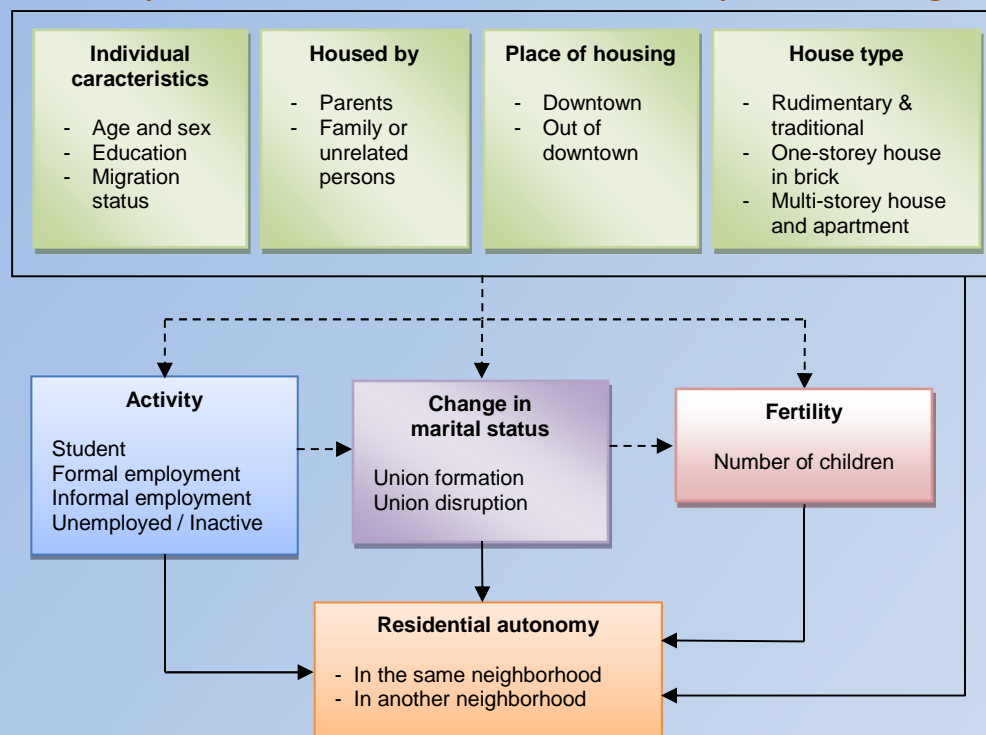 Individual
caracteristics
- Age and sex
- Education
- Migration
status
Housed by
- Parents
- Family or
unrelated
persons
Place of housing
- Downtown
- Out of
downtown
House type
- Rudimentary &
traditional
- One-storey house
in brick
- Multi-storey house
and apartment
Activity
Student
Formal employment
Informal employment
Unemployed / Inactive
Change in
marital status
Union formation
Union disruption
Fertility
Number of children
Residential autonomy
- In the same neighborhood
- In another neighborhood